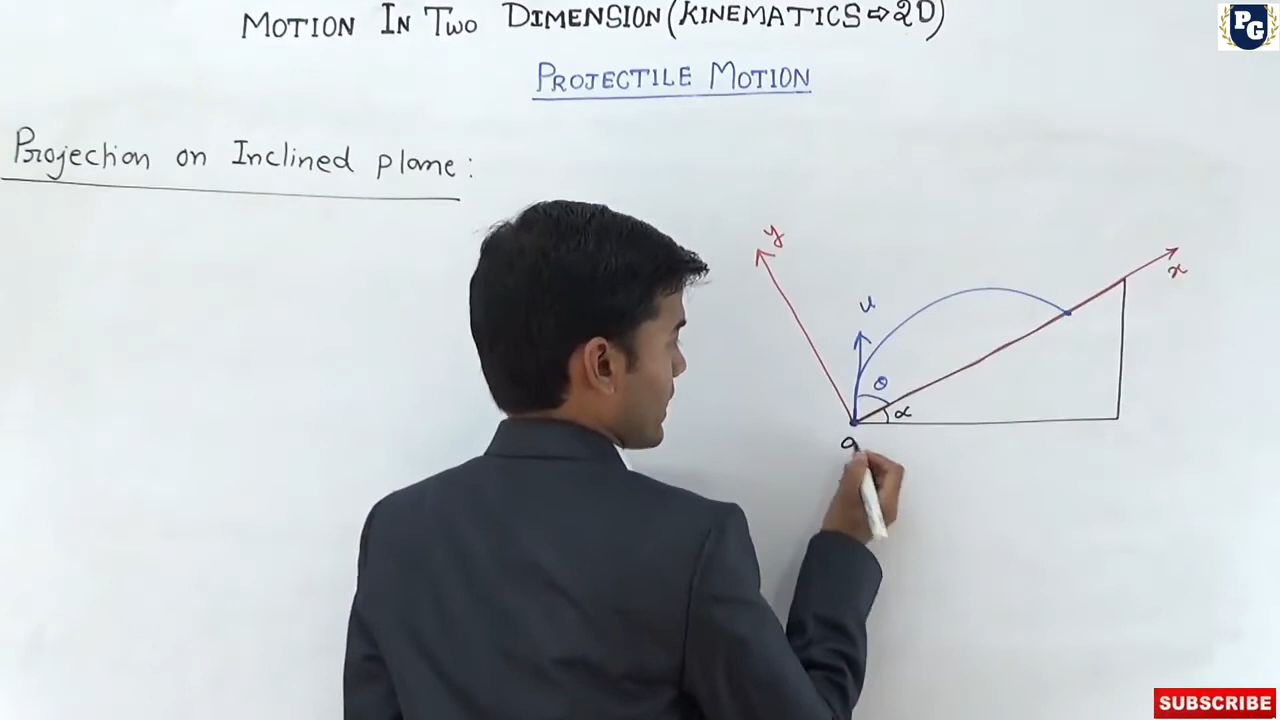 MOTION IN TWO DIMENSION (KINEMATICS ⇨ 2D)
PROJECTILE MOTION
Projection on Inclined plane:
y
x
u
θ
α
PG
SUBSCRIBE